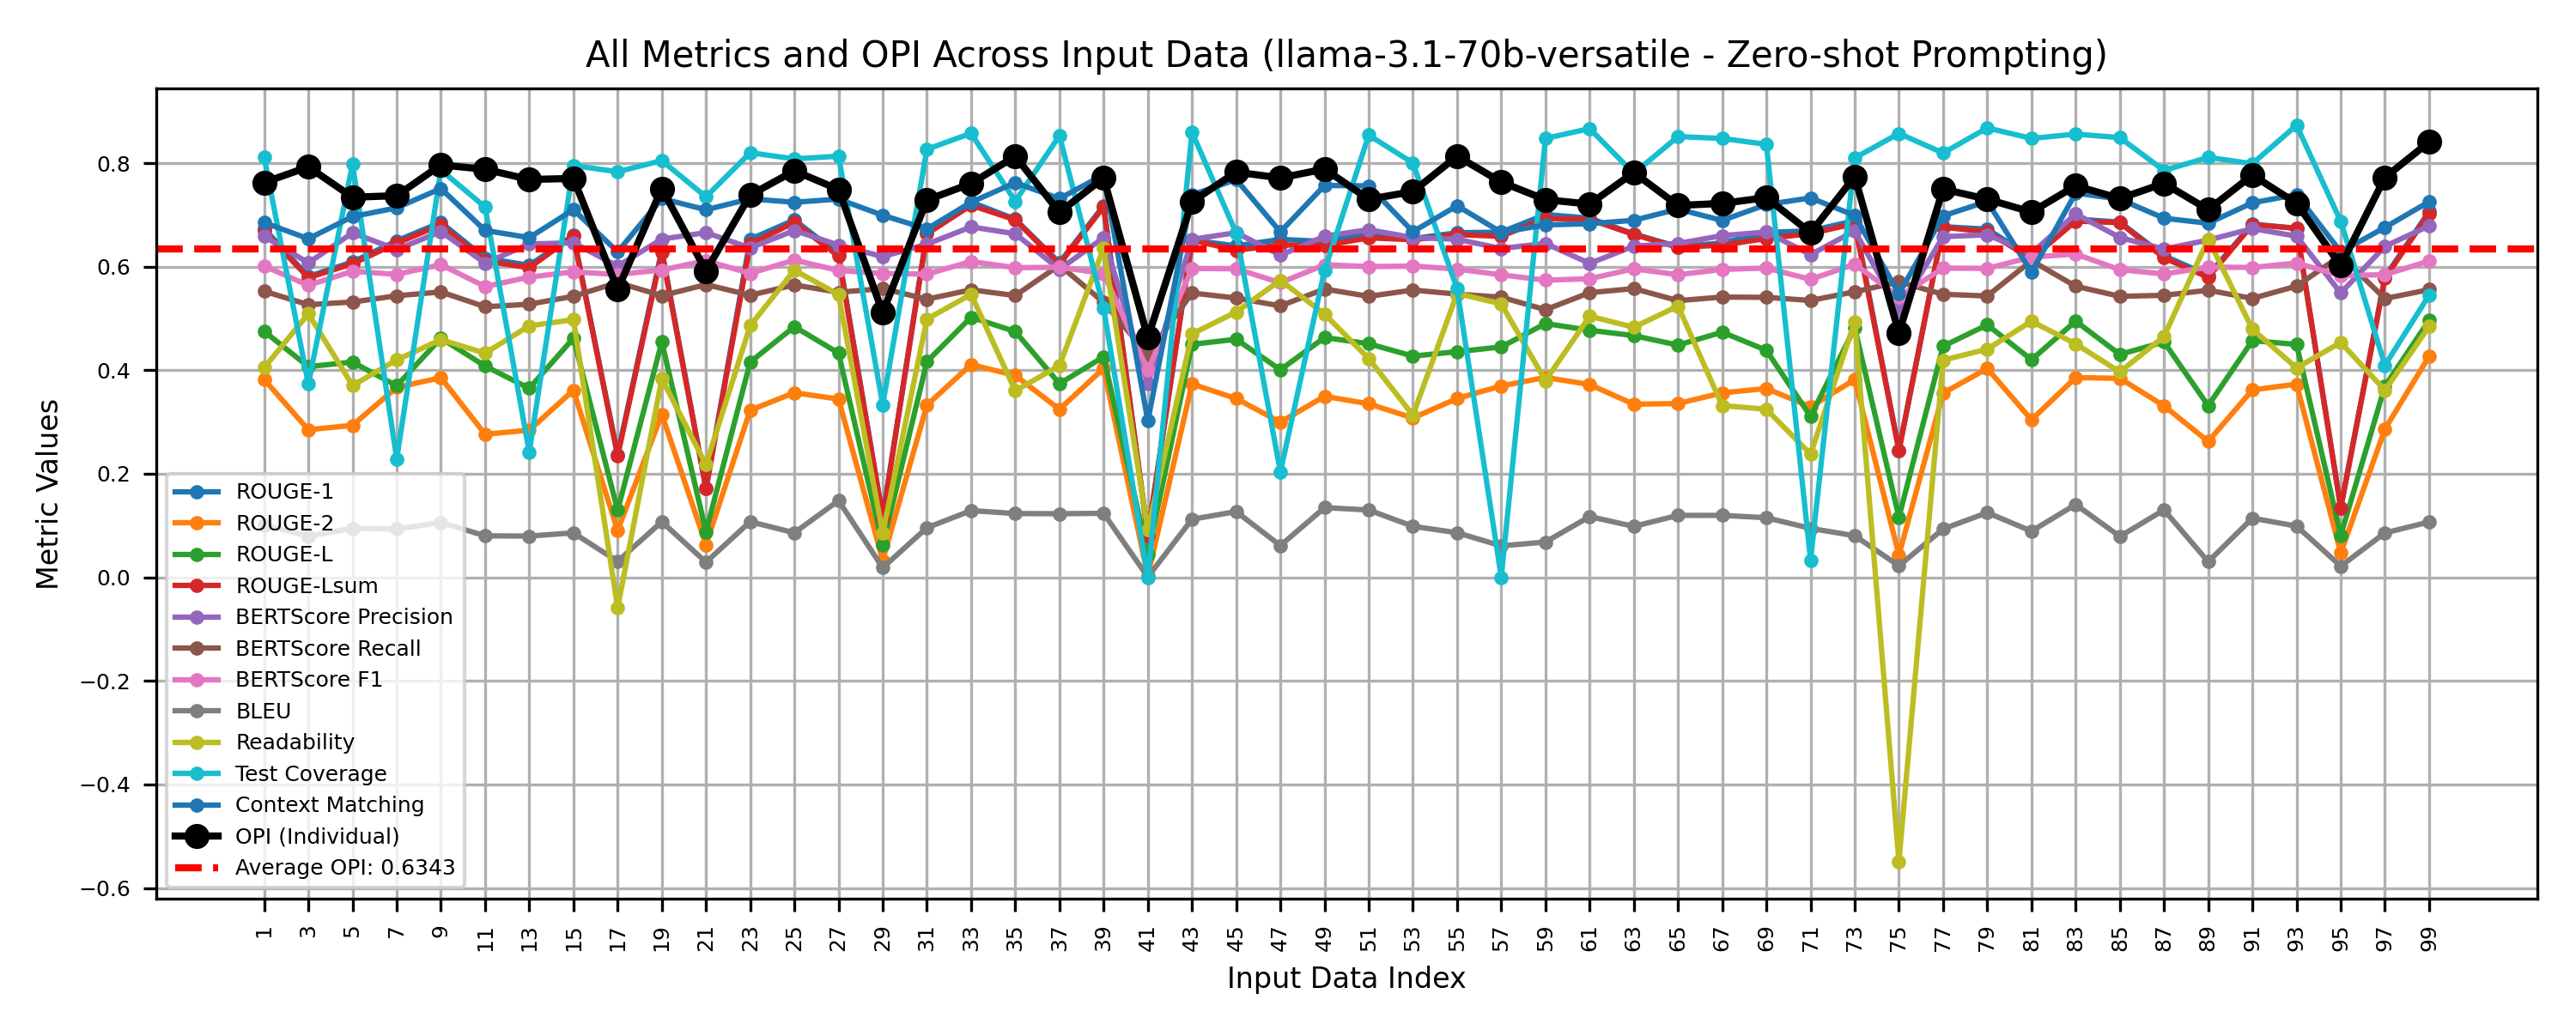 All Metrics and OPI Across Input Data (llama-3.1-70b-versatile - Zero-shot Prompting)
Metric Values
0.8
0.6
0.4
0.2
0.0
−0.2
−0.4
−0.6
ROUGE-1
ROUGE-2
ROUGE-L
ROUGE-Lsum
BERTScore Precision
BERTScore Recall
BERTScore F1
BLEU
Readability
Test Coverage
Context Matching
OPI (Individual)
Average OPI: 0.6343
1 3 5 7 9 11 13 15 17 19 21 23 25 27 29 31 33 35 37 39 41 43 45 47 49 51 53 55 57 59 61 63 65 67 69 71 73 75 77 79 81 83 85 87 89 91 93 95 97 99
Input Data Index